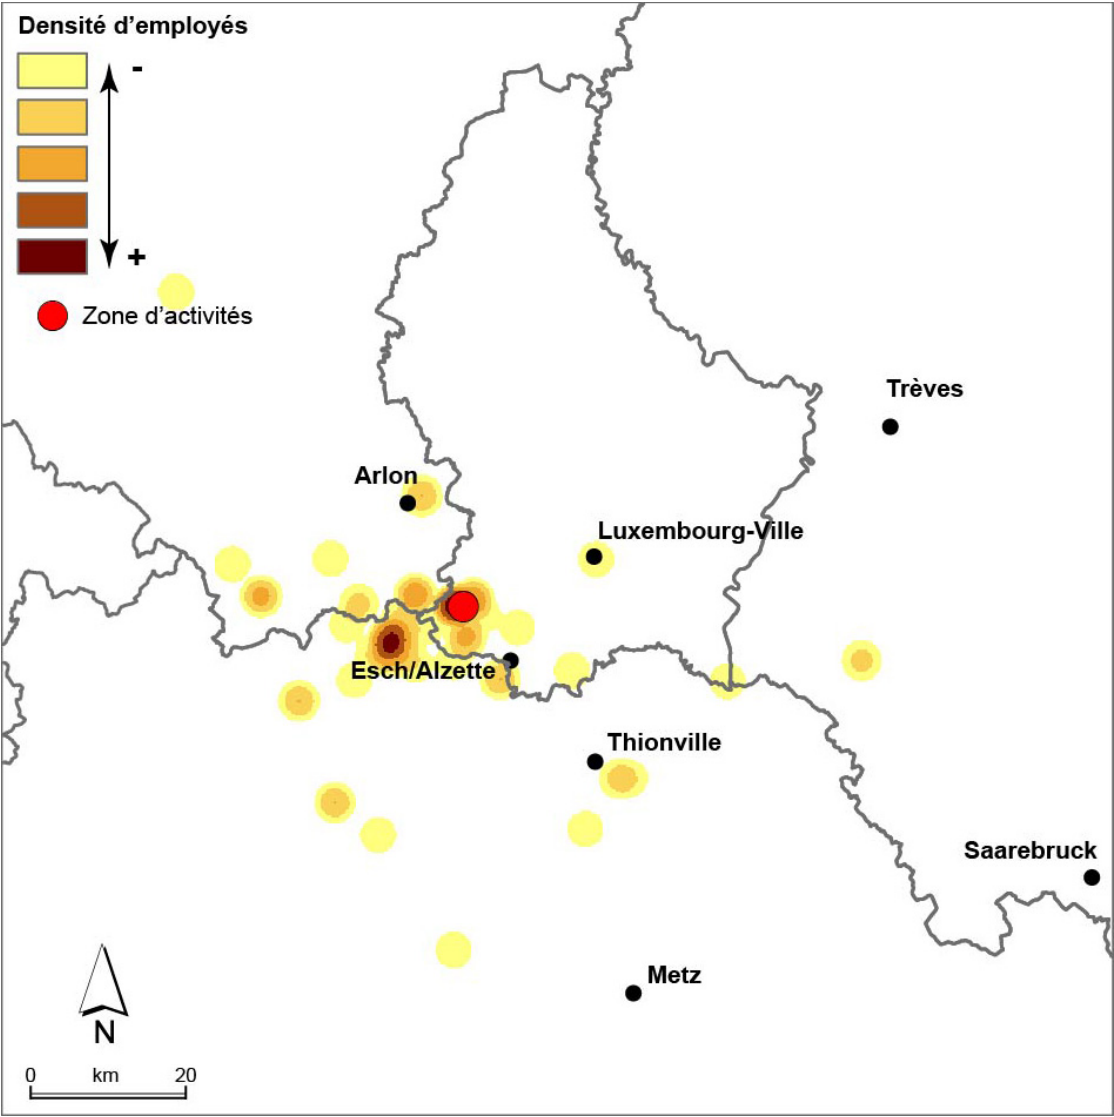 Densité d’employés
-
+
Zone d’activités
Trèves
Arlon
Luxembourg-Ville
Esch/Alzette
Thionville
Saarebruck
Metz
N
0 km 20